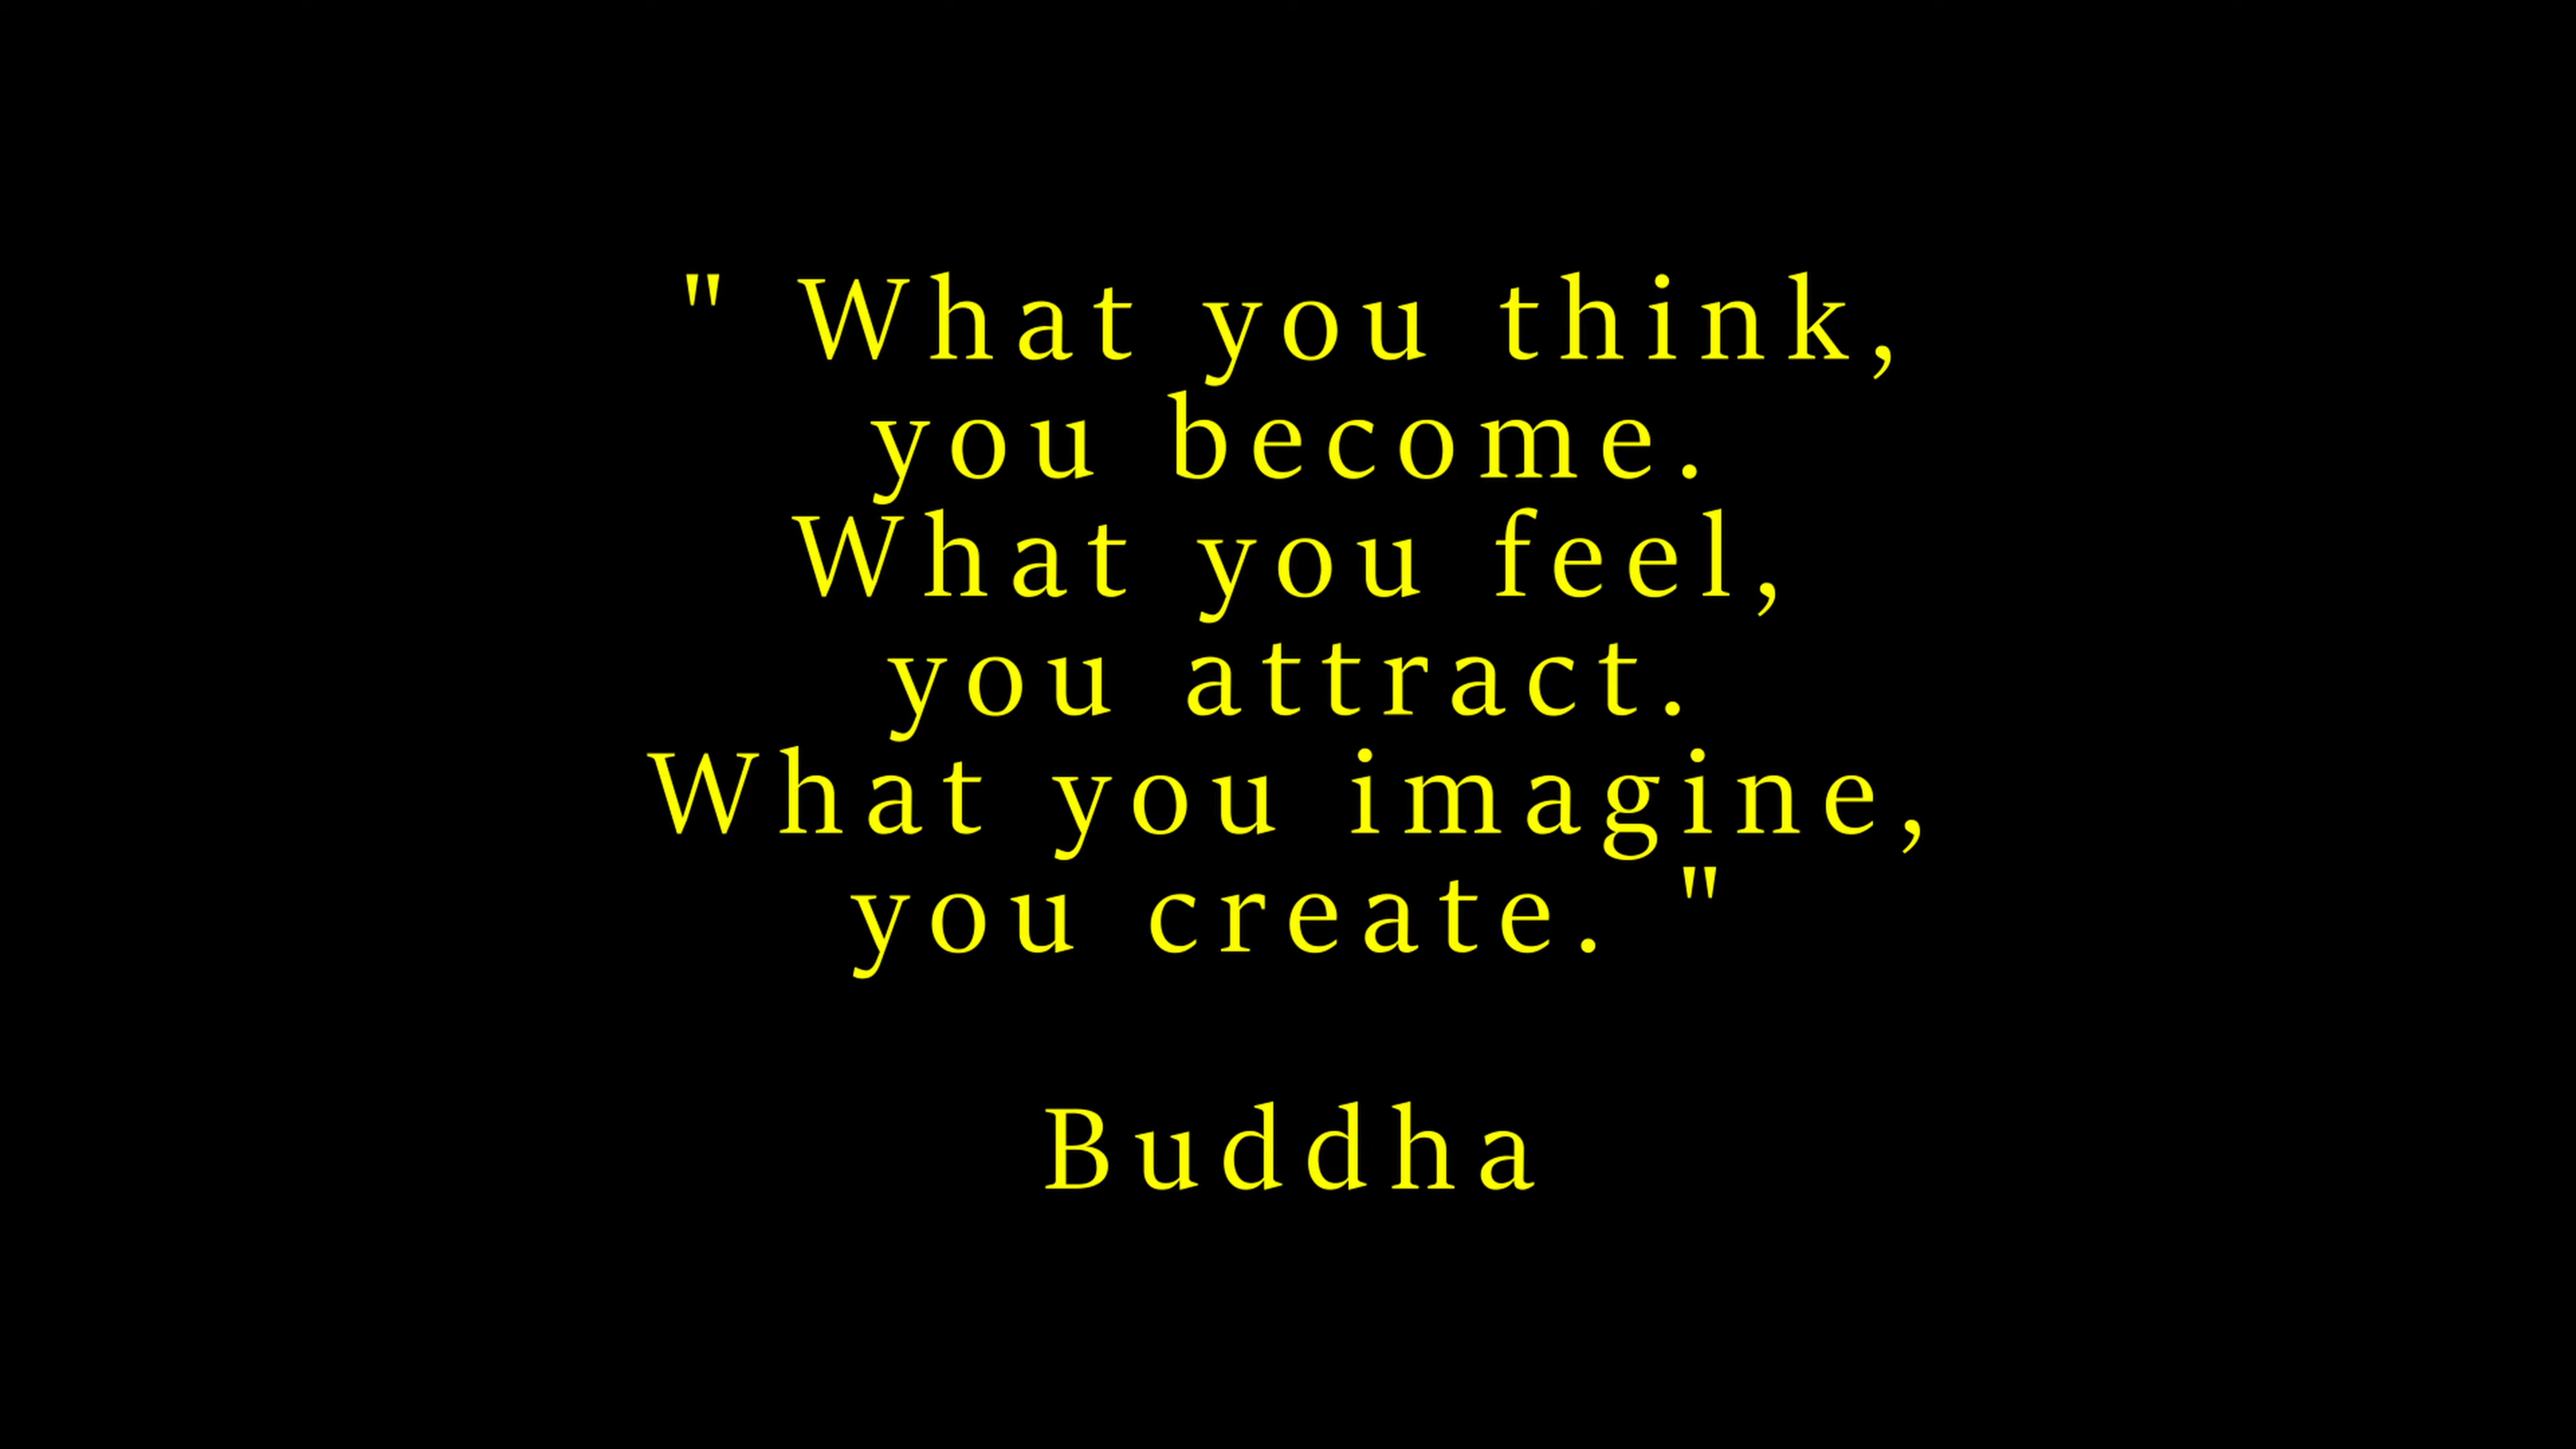 " What you think,
you become.
What you feel,
you attract.
What you imagine,
you create. "
Buddha